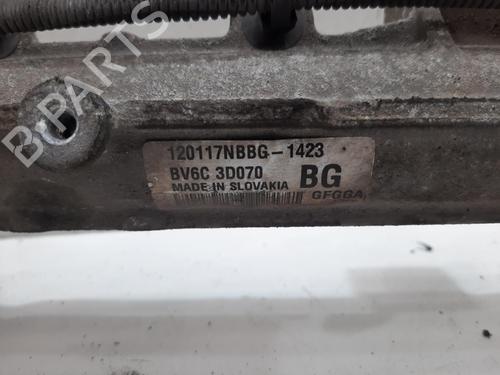 B-PARTS
120117NBBG-1423
BV6C 3D070 BG
MADE IN SLOVAKIA
GFGGA